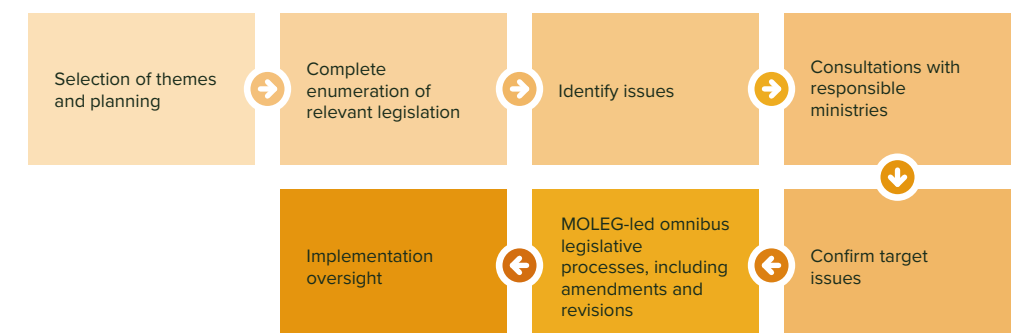 Selection of themes
and planning
Complete
enumeration of
relevant legislation
Identify issues
Consultations with
responsible
ministries
Confirm target
issues
MOLEG-led omnibus
legislative
processes, including
amendments and
revisions
Implementation
oversight